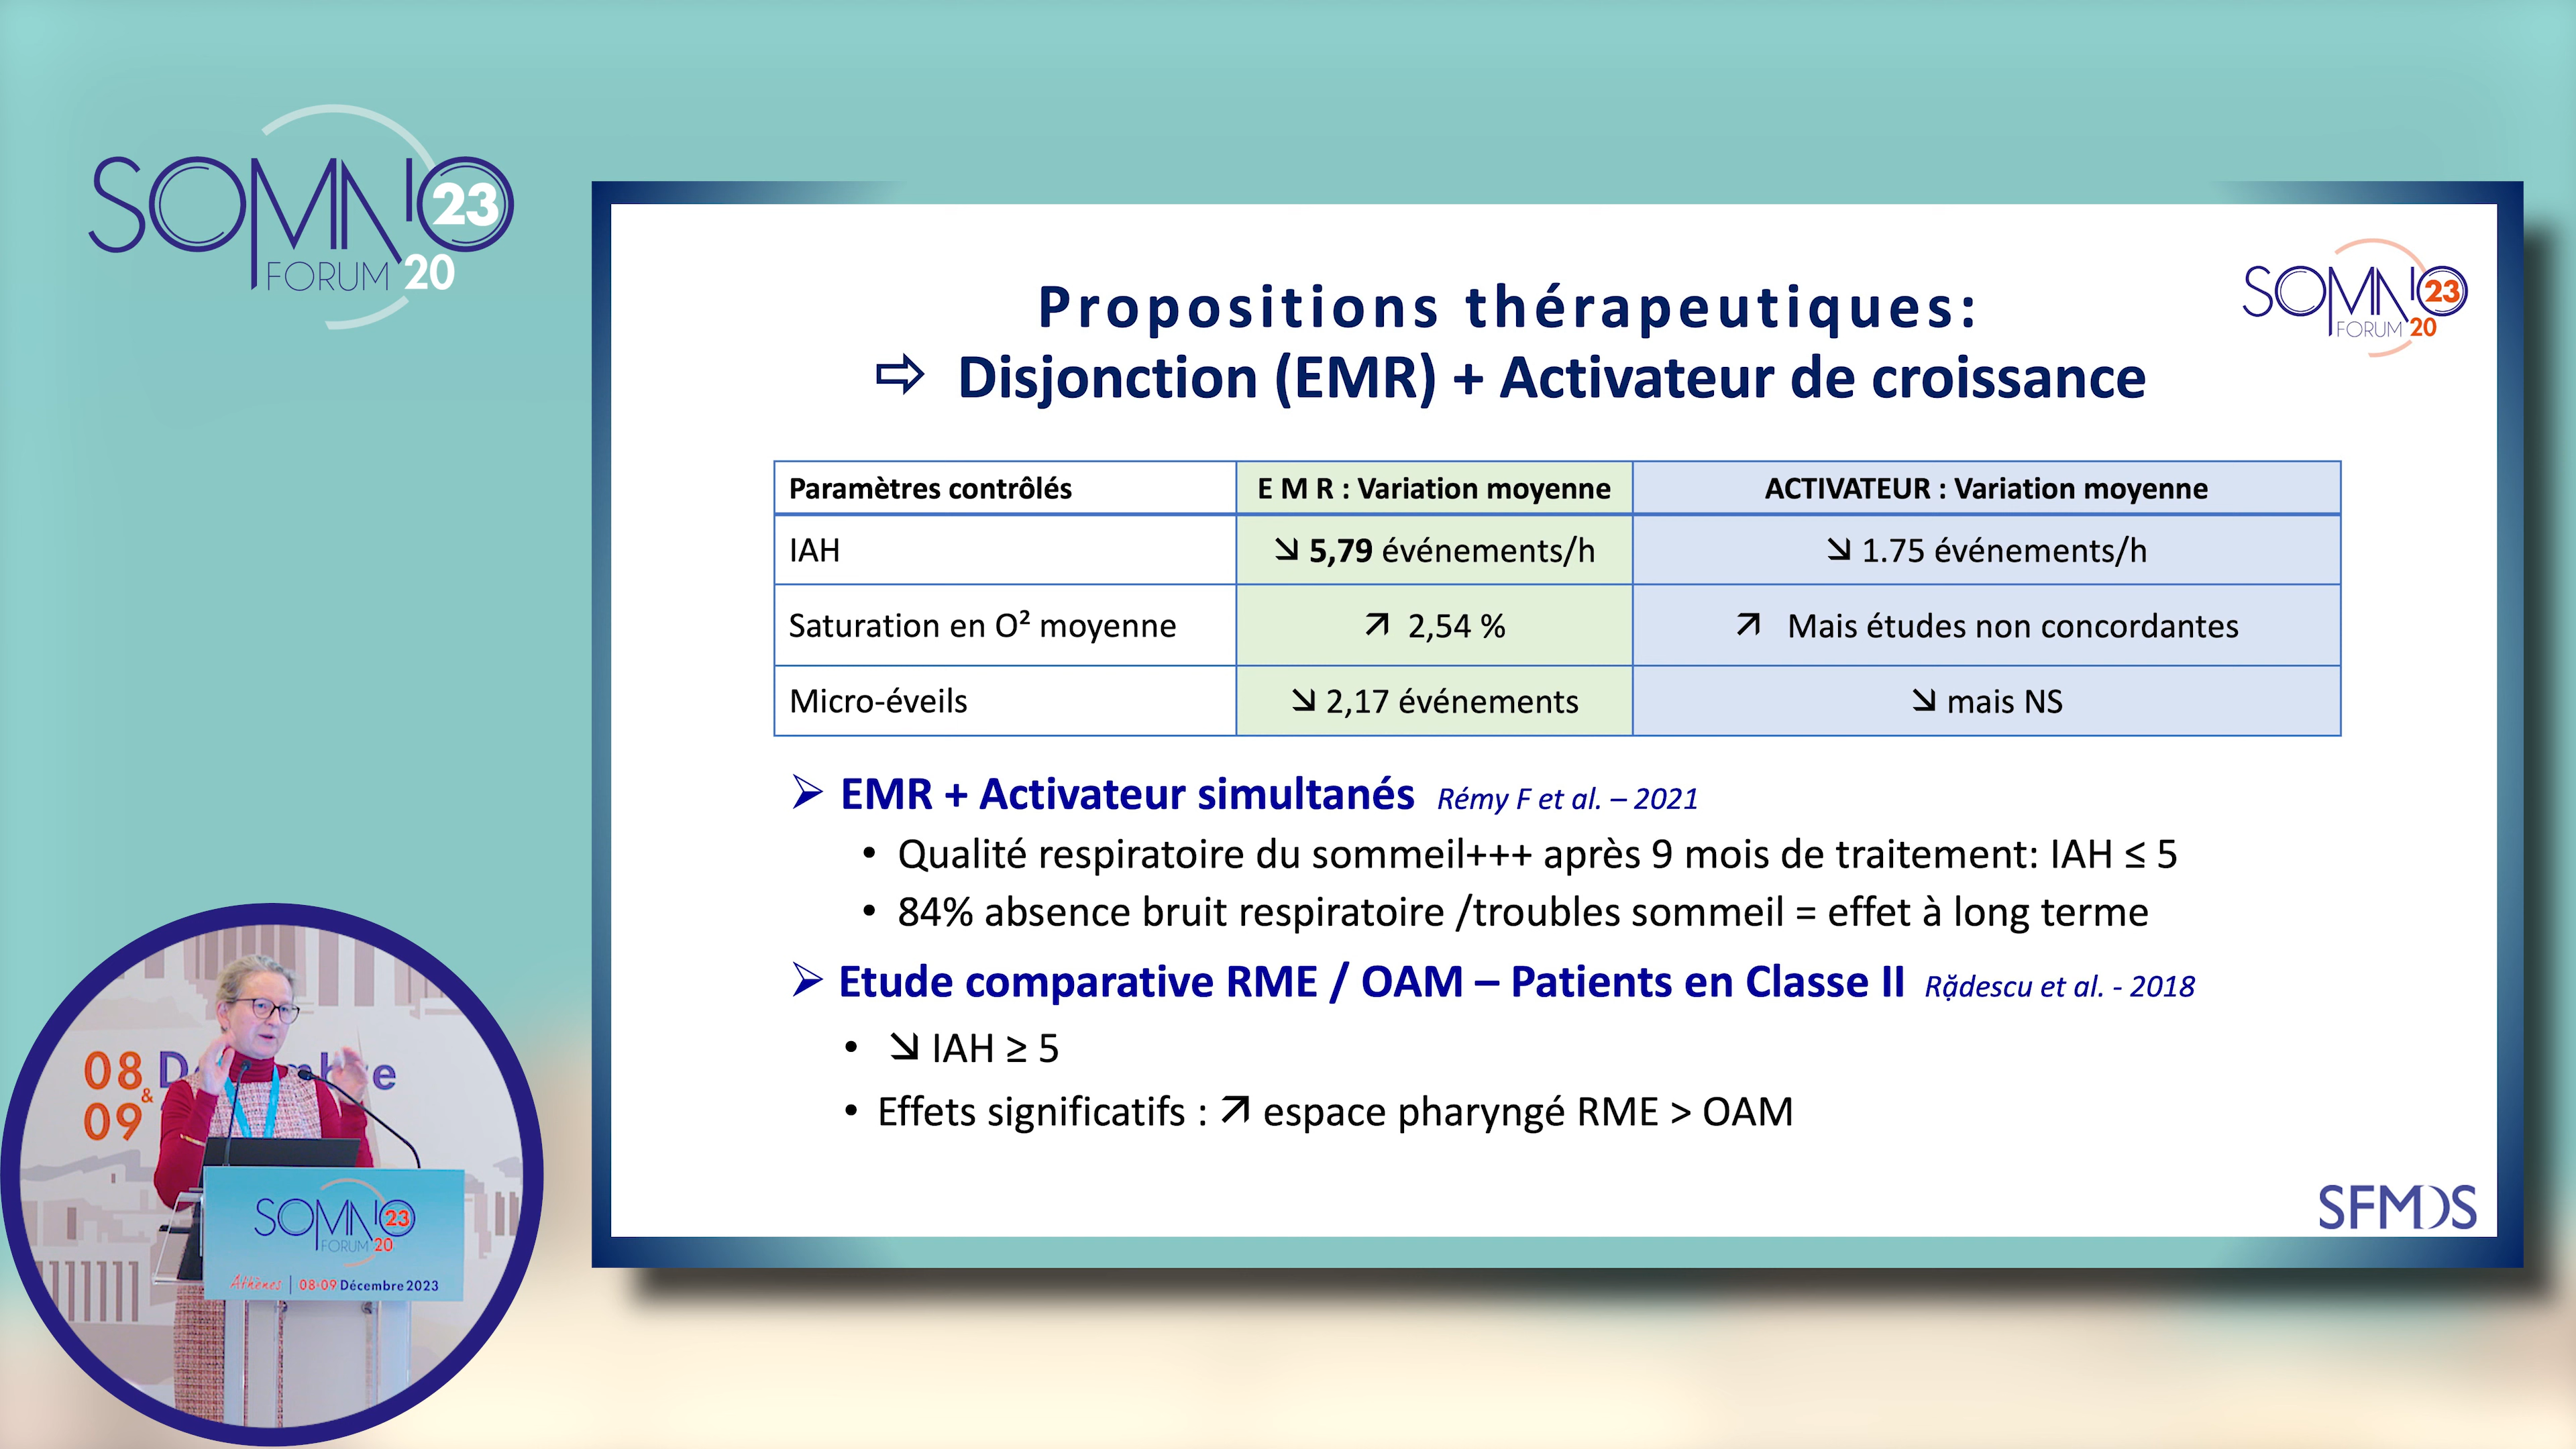 SOMNIO 23
FORUM 20
SOMNIO 23
FORUM 20
Propositions thérapeutiques:
⇨ Disjonction (EMR) + Activateur de croissance
Paramètres contrôlés	E M R : Variation moyenne	ACTIVATEUR : Variation moyenne
IAH	↘ 5,79 événements/h	↘ 1.75 événements/h
Saturation en O² moyenne	↗ 2,54 %	↗ Mais études non concordantes
Micro-éveils	↘ 2,17 événements	↘ mais NS
➢ EMR + Activateur simultanés Rémy F et al. – 2021
• Qualité respiratoire du sommeil+++ après 9 mois de traitement: IAH ≤ 5
• 84% absence bruit respiratoire /troubles sommeil = effet à long terme
➢ Etude comparative RME / OAM – Patients en Classe II Rặdescu et al. - 2018
• ↘ IAH ≥ 5
• Effets significatifs : ↗ espace pharyngé RME > OAM
SFMDS
08
&
09
SOMNIO 23
FORUM 20
Athènes | 08-09 Décembre 2023